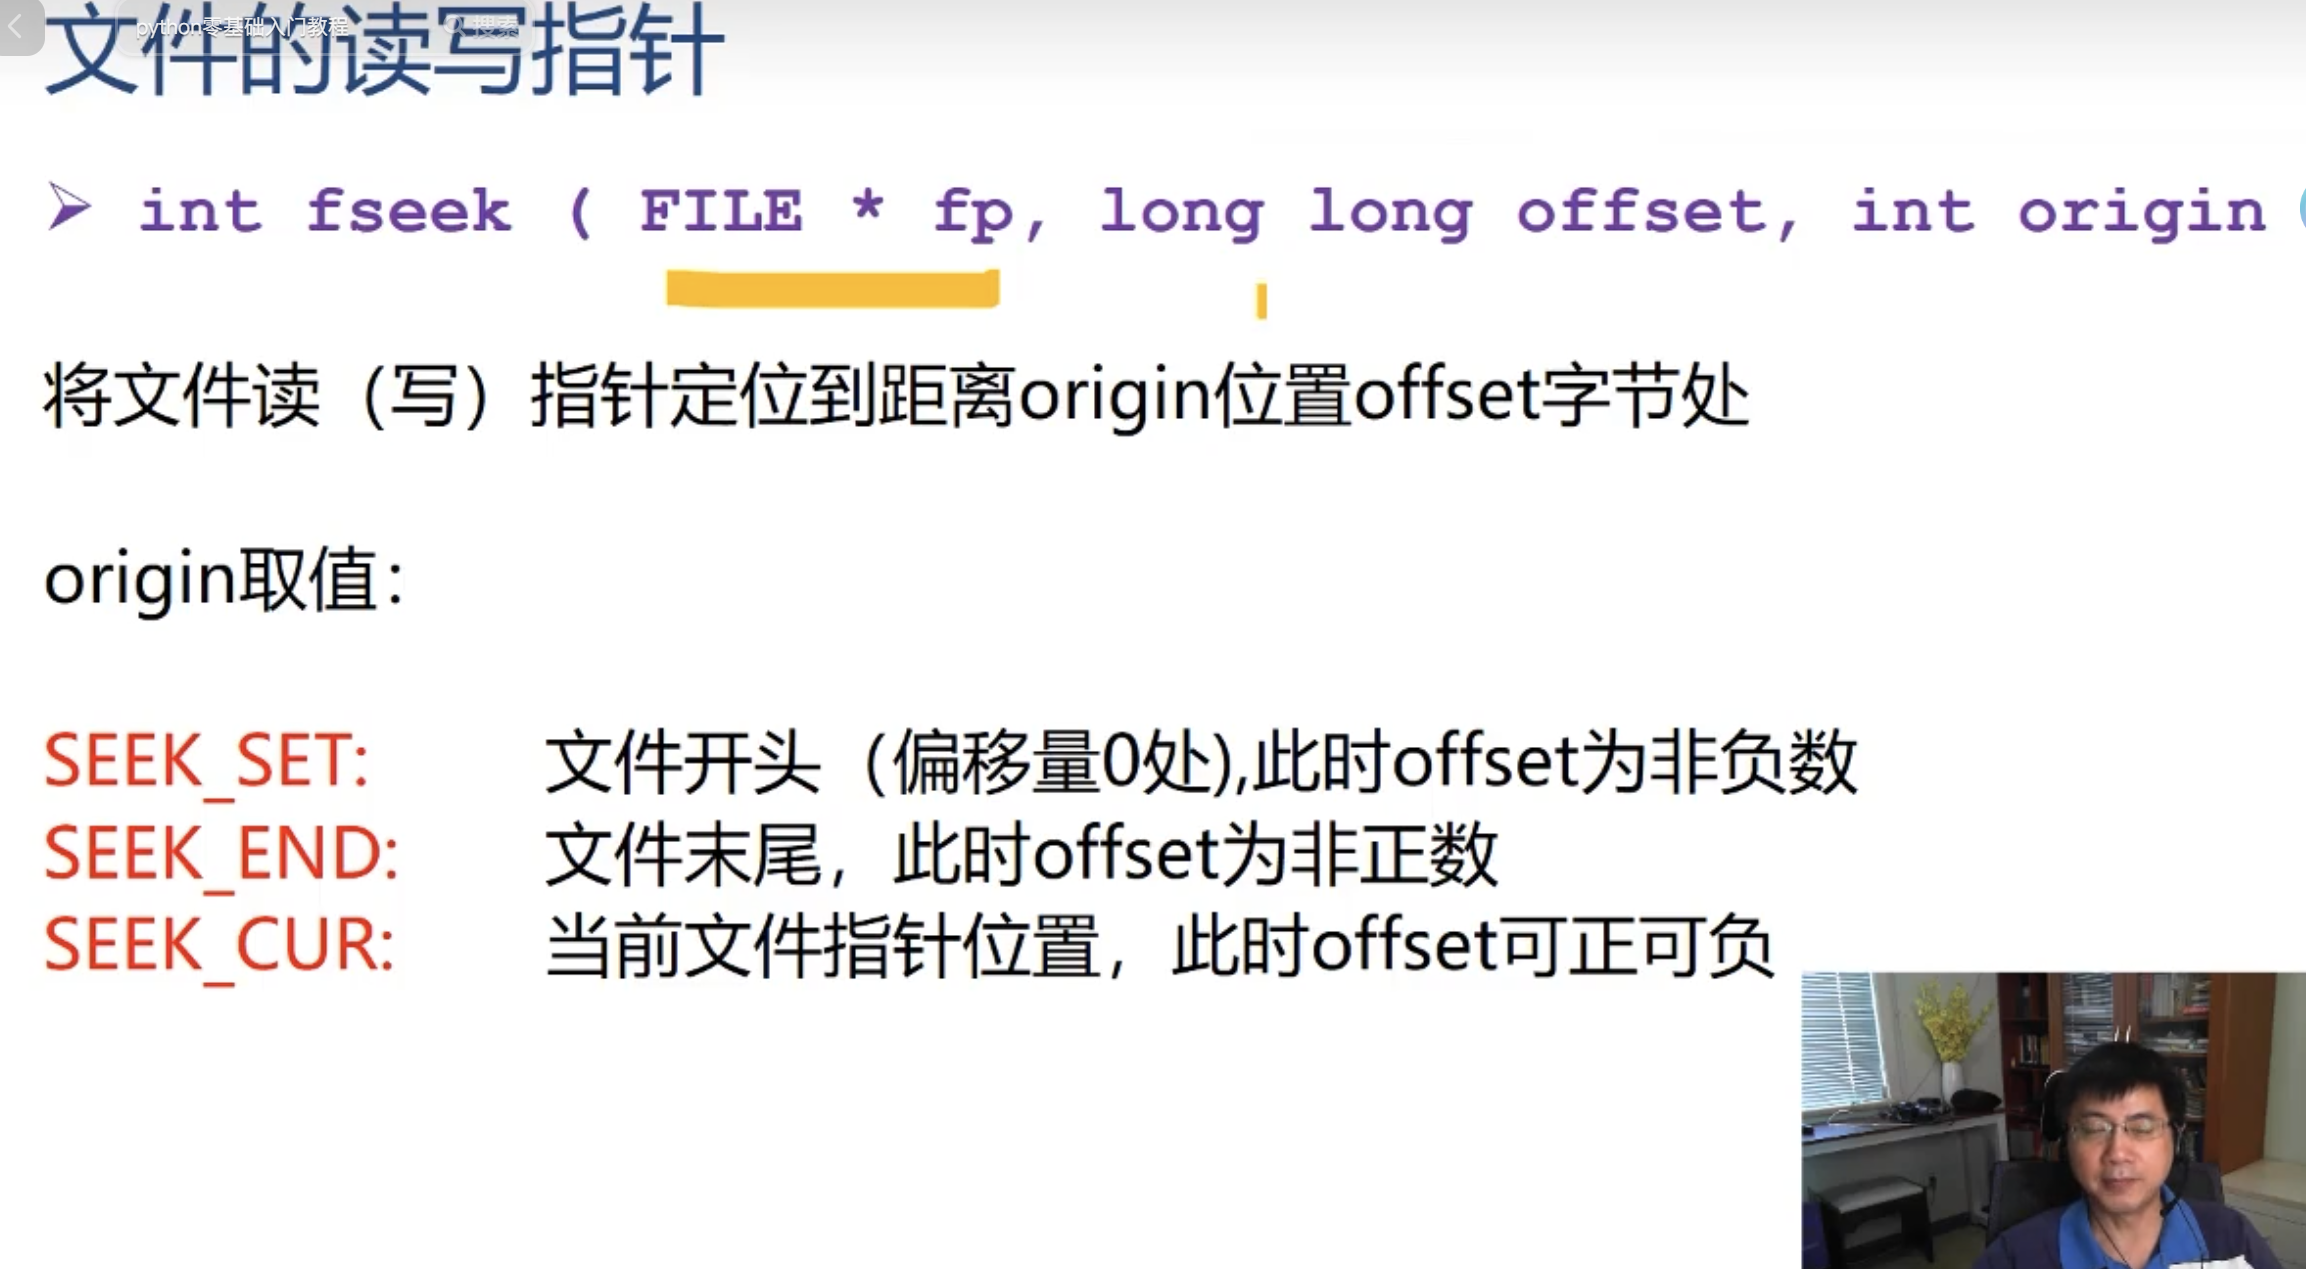 python零基础入门教程 搜索
文件的读写指针
int fseek ( FILE * fp, long long offset, int origin
将文件读（写）指针定位到距离origin位置offset字节处
origin取值：
SEEK_SET: 文件开头（偏移量0处),此时offset为非负数
SEEK_END: 文件末尾，此时offset为非正数
SEEK_CUR: 当前文件指针位置，此时offset可正可负